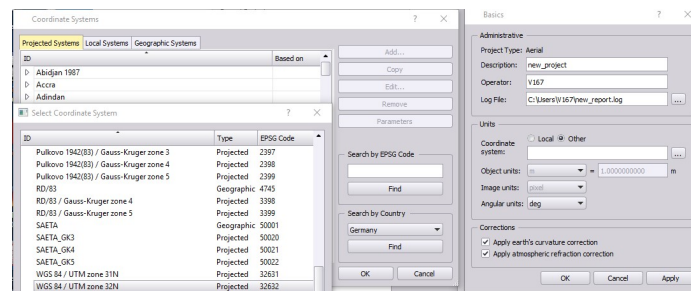 Coordinate Systems
Projected Systems Local Systems Geographic Systems
ID Based on
Abidjan 1987
Accra
Adindan
Add...
Copy
Edit...
Remove
Parameters
Search by EPSG Code
Find
Search by Country
Germany
Find
OK Cancel
Select Coordinate System
ID Type EPSG Code
Pulkovo 1942(83) / Gauss-Kruger zone 3 Projected 2397
Pulkovo 1942(83) / Gauss-Kruger zone 4 Projected 2398
Pulkovo 1942(83) / Gauss-Kruger zone 5 Projected 2399
RD/83 Geographic 4745
RD/83 / Gauss-Kruger zone 4 Projected 3398
RD/83 / Gauss-Kruger zone 5 Projected 3399
SAETA Geographic 50001
SAETA_GK3 Projected 50020
SAETA_GK4 Projected 50021
SAETA_GK5 Projected 50022
WGS 84 / UTM zone 31N Projected 32631
WGS 84 / UTM zone 32N Projected 32632
Basics
Administrative
Project Type: Aerial
Description: new_project
Operator: V167
Log File: C:\Users\V167\new_report.log ...
Units
Coordinate system: Local Other
...
Object units: m = 1.0000000000 m
Image units: pixel
Angular units: deg
Corrections
Apply earth's curvature correction
Apply atmospheric refraction correction
OK Cancel Apply